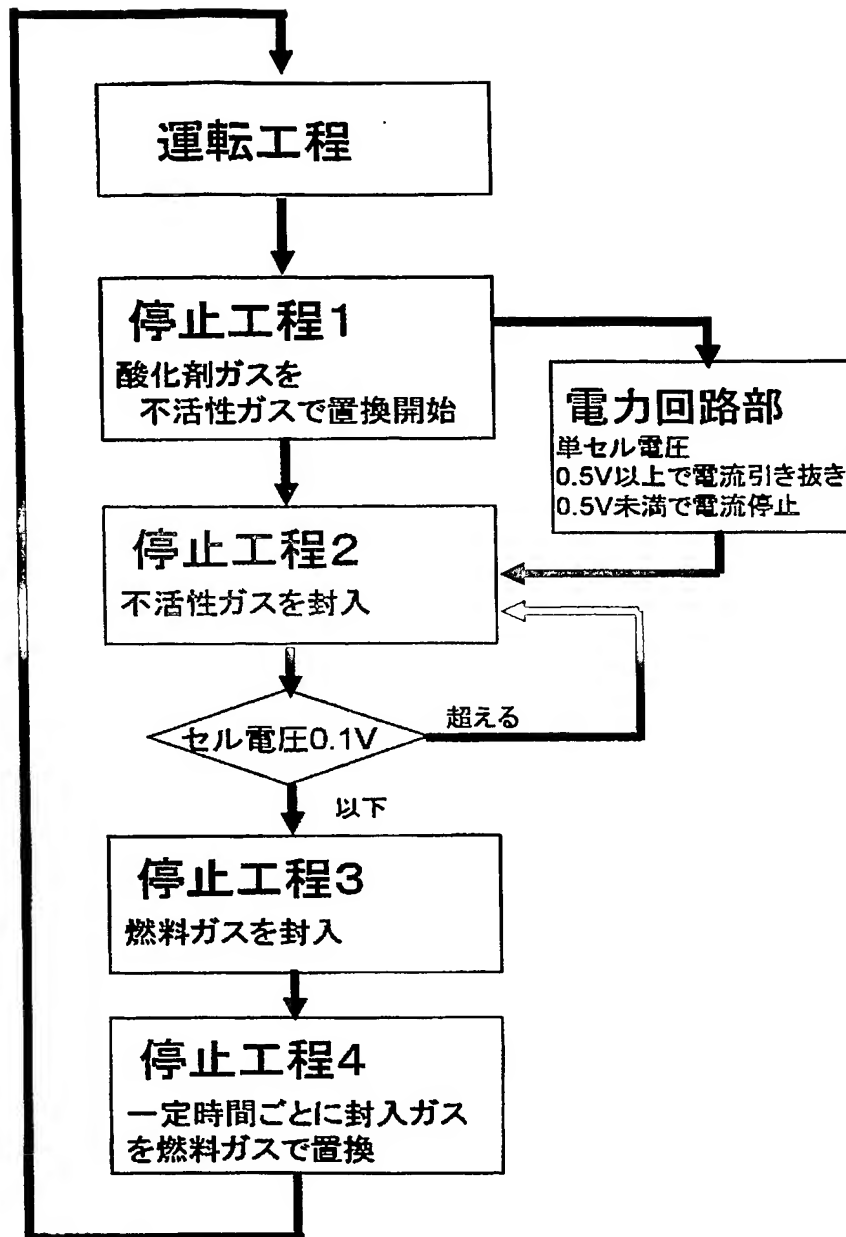 運転工程
停止工程1
酸化剤ガスを
不活性ガスで置換開始
電力回路部
単セル電圧
0.5V以上で電流引き抜き
0.5V未満で電流停止
停止工程2
不活性ガスを封入
セル電圧0.1V
超える
以下
停止工程3
燃料ガスを封入
停止工程4
一定時間ごとに封入ガス
を燃料ガスで置換